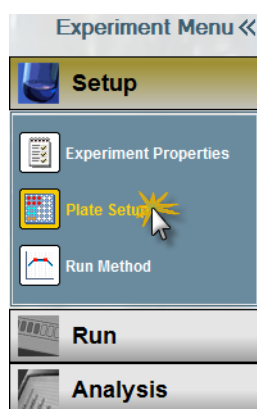 Experiment Menu «
Setup
Experiment Properties
Plate Setup
Run Method
Run
Analysis